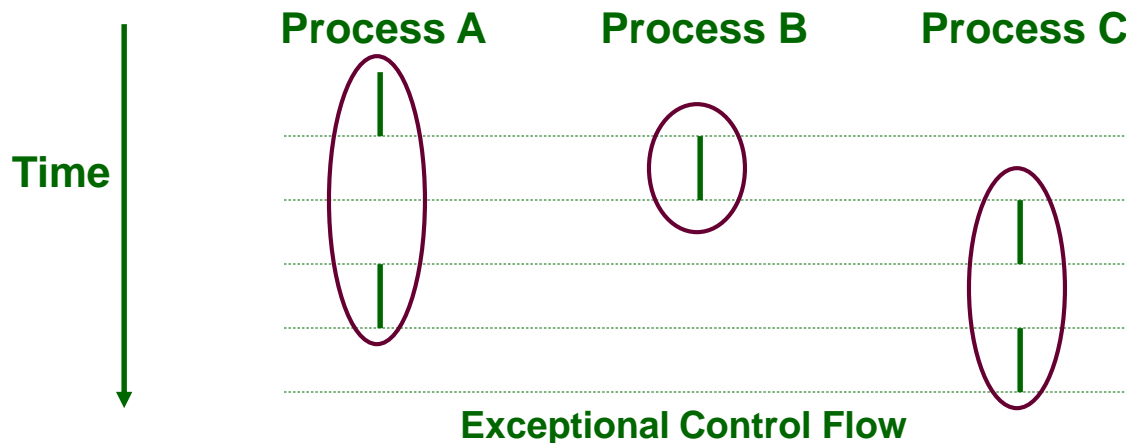 Process A
Process B
Process C
Time
Exceptional Control Flow